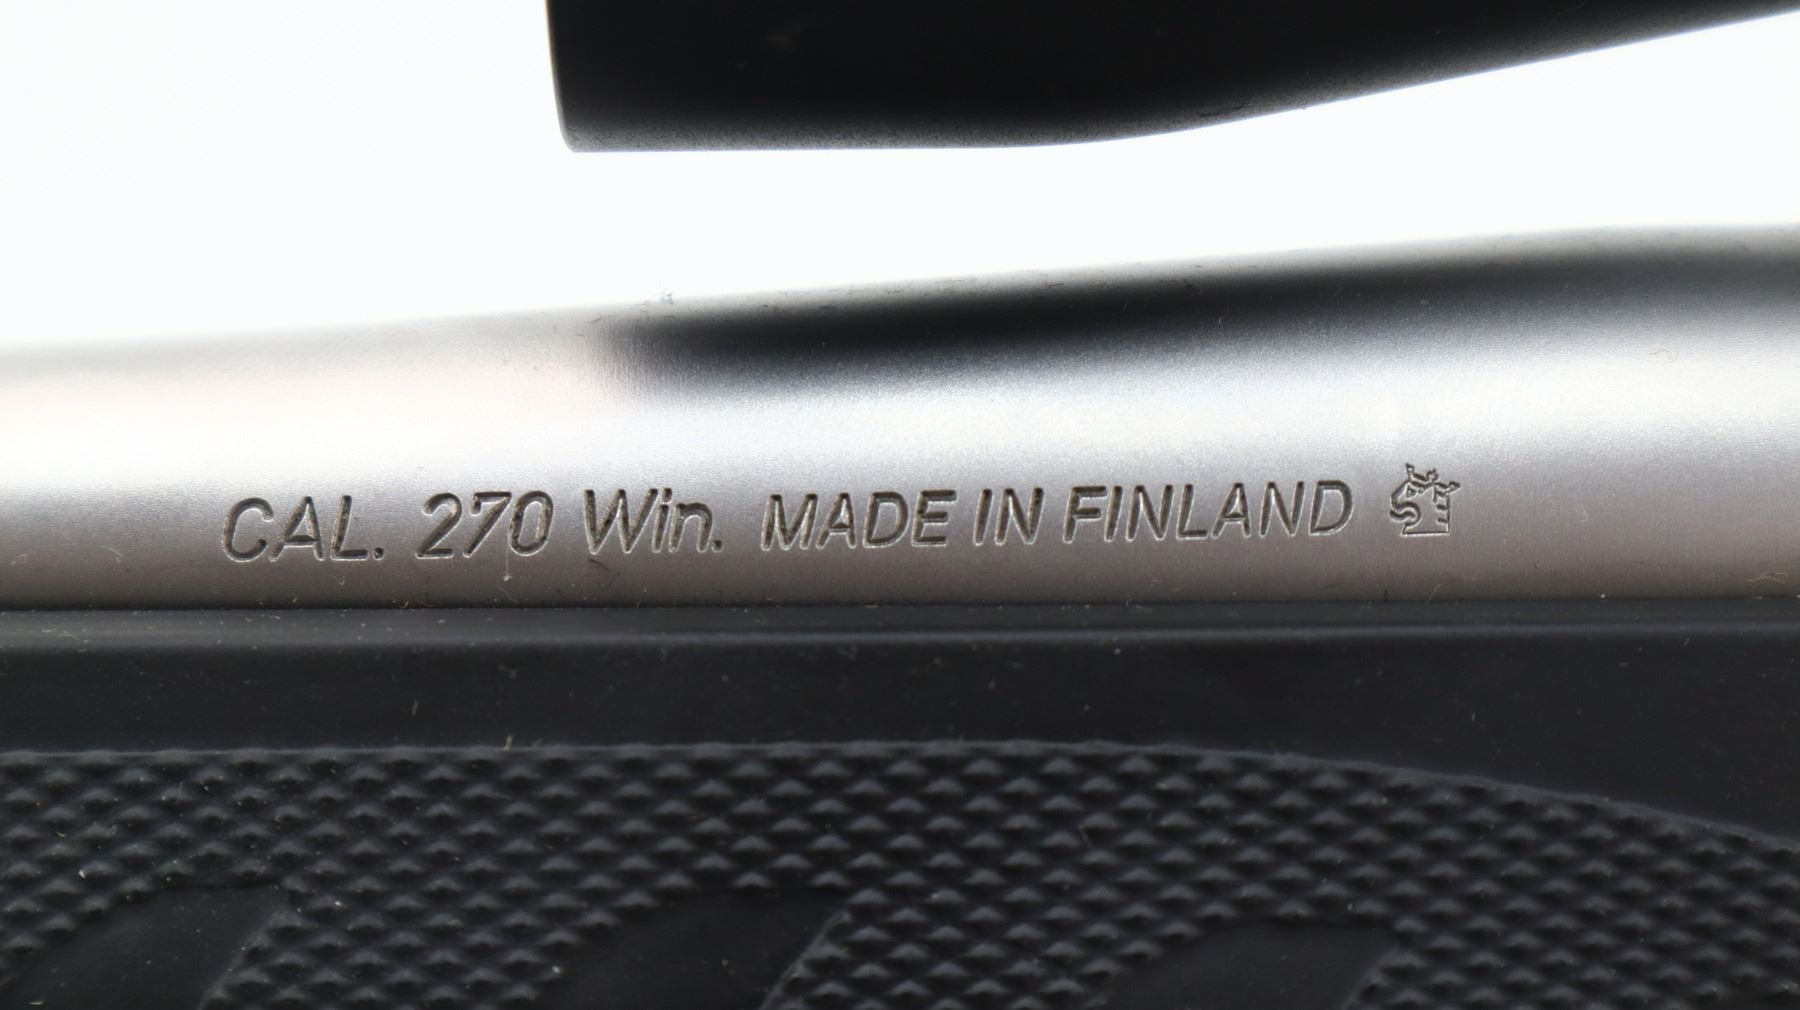 CAL. 270 Win. MADE IN FINLAND